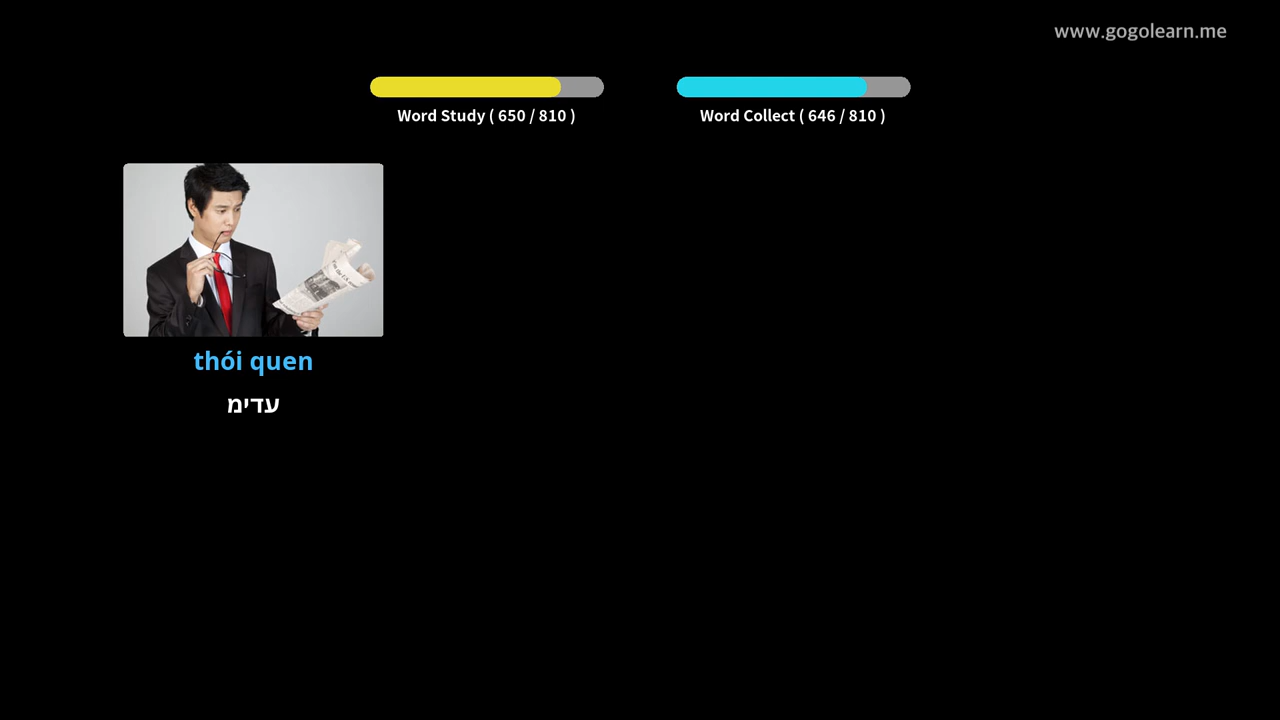 www.gogolearn.me
Word Study ( 650 / 810 )
Word Collect ( 646 / 810 )
thói quen
עדימ